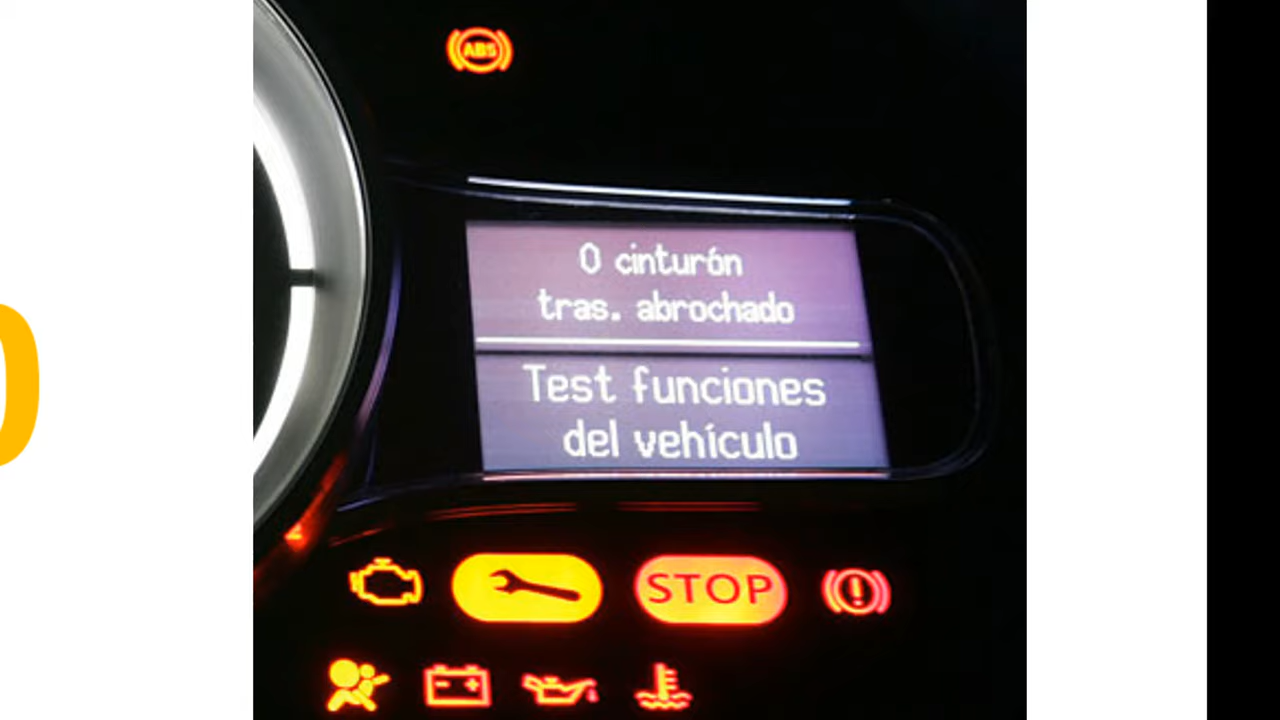 ABS
0 cinturón
tras. abrochado
Test funciones
del vehículo
STOP